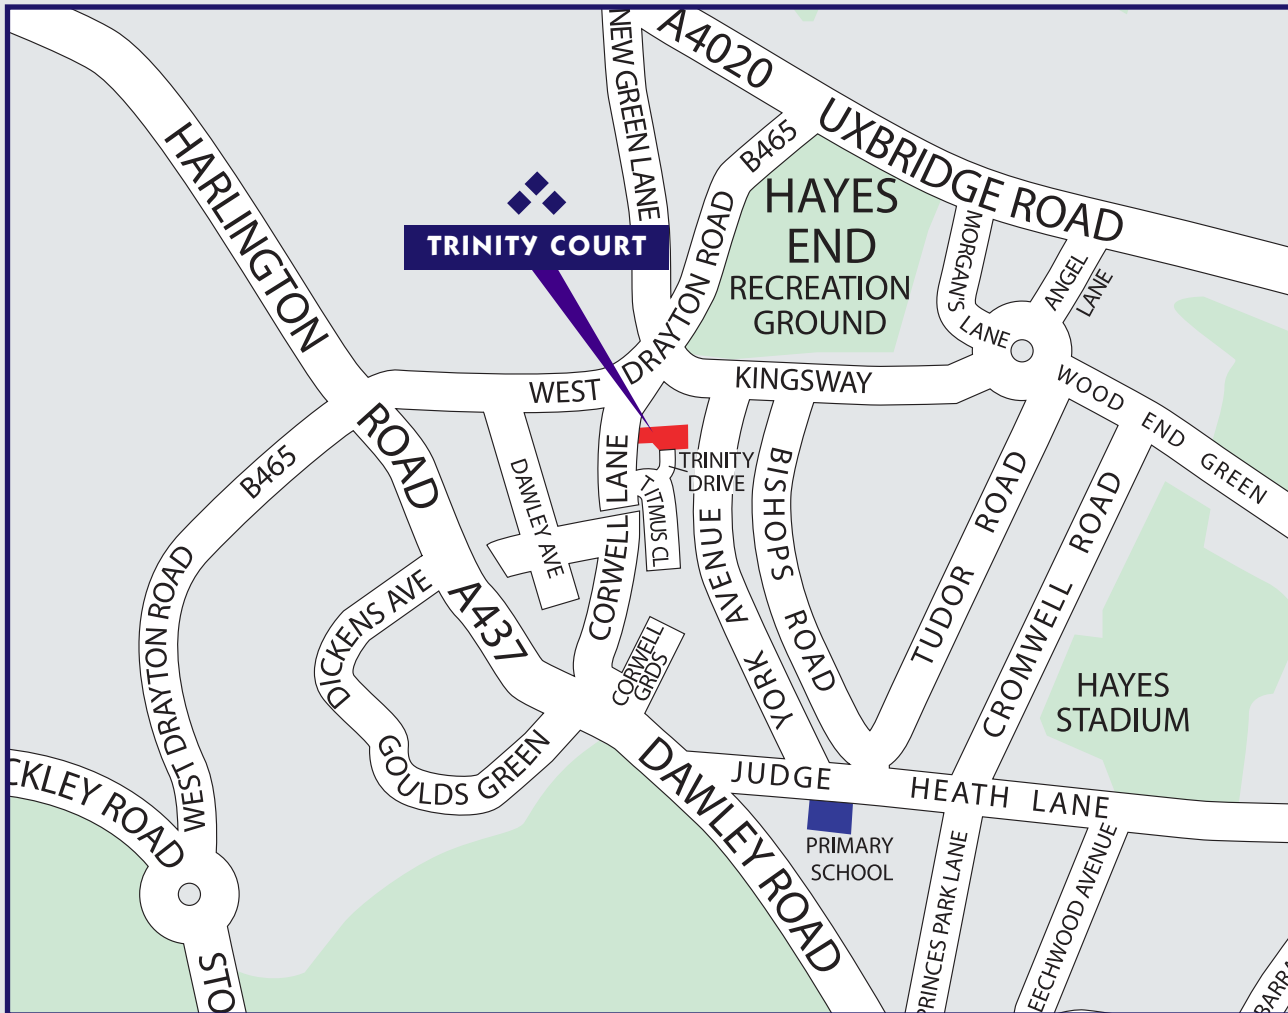 NEW GREEN LANE
A4020
UXBRIDGE ROAD
B465
HARLINGTON
ROAD
TRINITY COURT
HAYES
END
RECREATION
GROUND
WEST
DRAYTON ROAD
MORGAN'S
LANE
ANGEL
LANE
KINGSWAY
WOOD END GREEN
B465
DAWLEY AVE
CORWELL LANE
TRINITY
DRIVE
TITMUS CL
YORK AVENUE
BISHOPS ROAD
TUDOR ROAD
CROMWELL ROAD
WEST DRAYTON ROAD
DICKENS AVE
A437
CORWELL
GRDS
GOULDS GREEN
HAYES
STADIUM
CKLEY ROAD
DAWLEY ROAD
JUDGE HEATH LANE
PRIMARY
SCHOOL
PRINCES PARK LANE
EECHWOOD AVENUE
STO
BARRA